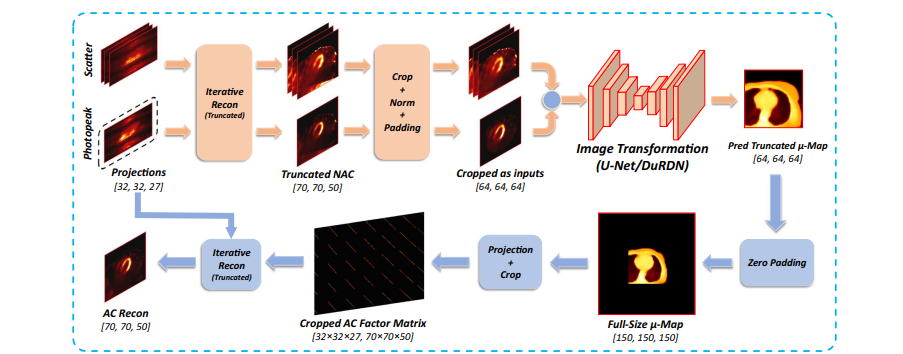 Scatter
Photopeak
Iterative
Recon
(Truncated)
Crop
+
Norm
+
Padding
Projections
[32, 32, 27]
Truncated NAC
[70, 70, 50]
Cropped as inputs
[64, 64, 64]
Image Transformation
(U-Net/DuRDN)
Pred Truncated μ-Map
[64, 64, 64]
Zero Padding
Full-Size μ-Map
[150, 150, 150]
Projection
+
Crop
Cropped AC Factor Matrix
[32×32×27, 70×70×50]
Iterative
Recon
(Truncated)
AC Recon
[70, 70, 50]